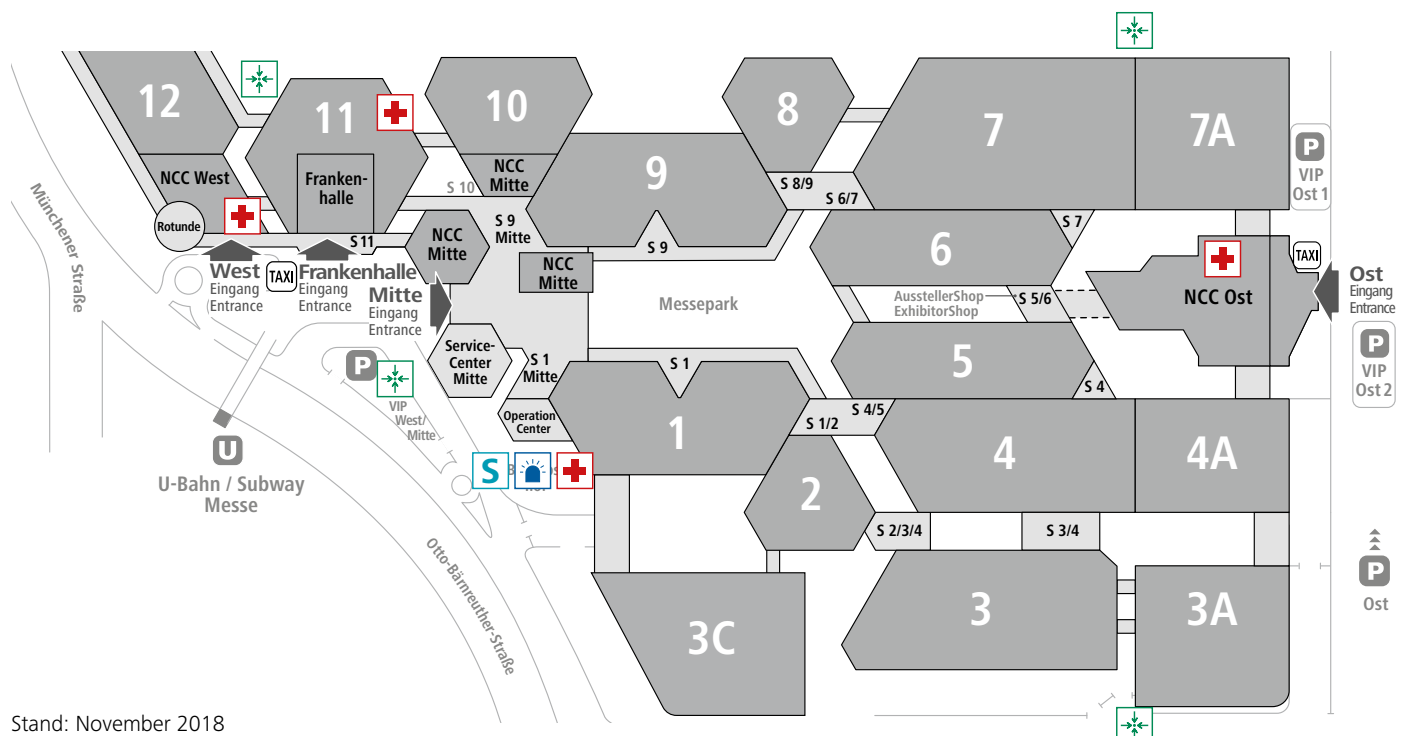 12
11
10
8
7
7A
NCC West
Franken-
halle
NCC
Mitte
9
S 8/9
S 6/7
P
VIP
Ost 1
Münchener Straße
Rotunde
S 10
S 11
NCC
Mitte
S 9
Mitte
S 9
NCC
Mitte
6
S 7
West
Eingang
Entrance
TAXI
Frankenhalle
Eingang
Entrance
Mitte
Eingang
Entrance
Messepark
AusstellerShop
ExhibitorShop
S 5/6
NCC Ost
TAXI
Ost
Eingang
Entrance
P
VIP
Ost 2
Service-
Center
Mitte
S 1
Mitte
S 1
5
S 4
P
VIP
West/
Mitte
Operation
Center
1
S 1/2
S 4/5
4
4A
U
U-Bahn / Subway
Messe
S
2
S 2/3/4
S 3/4
Otto-Bärnreuther-Straße
3C
3
3A
P
Ost
Stand: November 2018